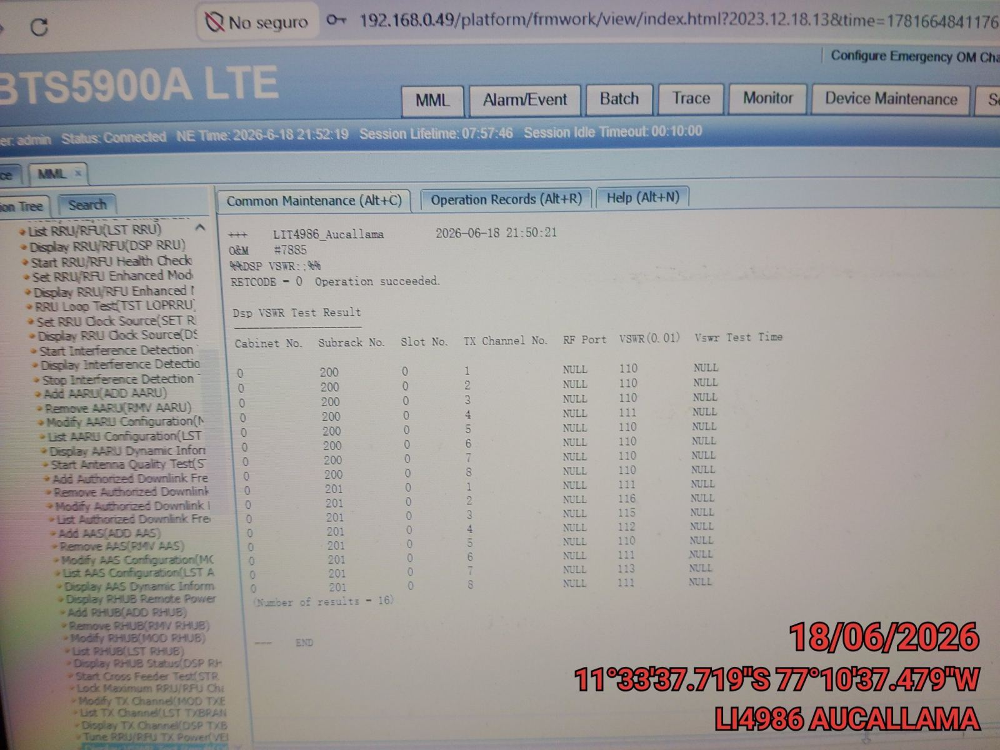 No seguro 192.168.0.49/platform/frmwork/view/index.html?2023.12.18.13&time=1781664841176
Configure Emergency OM Cha
BTS5900A LTE
MML Alarm/Event Batch Trace Monitor Device Maintenance
er: admin Status: Connected NE Time: 2026-6-18 21:52:19 Session Lifetime: 07:57:46 Session Idle Timeout: 00:10:00
ce MML ×
ion Tree Search
Common Maintenance (Alt+C) Operation Records (Alt+R) Help (Alt+N)
List RRU/RFU(LST RRU)
Display RRU/RFU(DSP RRU)
Start RRU/RFU Health Check
Set RRU/RFU Enhanced Mod
Display RRU/RFU Enhanced
RRU Loop Test(TST LOPRRU)
Set RRU Clock Source(SET R
Display RRU Clock Source(DS
Start Interference Detection
Display Interference Detectio
Stop Interference Detection
Add AARU(ADD AARU)
Remove AARU(RMV AARU)
Modify AARU Configuration(M
List AARU Configuration(LST
Display AARU Dynamic Infor
Start Antenna Quality Test(S
Add Authorized Downlink Fre
Remove Authorized Downlink
Modify Authorized Downlink
List Authorized Downlink Fre
Add AAS(ADD AAS)
Remove AAS(RMV AAS)
Modify AAS Configuration(MO
List AAS Configuration(LST A
Display AAS Dynamic Inform
Display RHUB Remote Power
Add RHUB(ADD RHUB)
Remove RHUB(RMV RHUB)
Modify RHUB(MOD RHUB)
List RHUB(LST RHUB)
Display RHUB Status(DSP RH
Start Cross Feeder Test(STR
Lock Maximum RRU/RFU Cha
Modify TX Channel(MOD TXB
List TX Channel(LST TXBRAN
Display TX Channel(DSP TXB
Tune RRU/RFU TX Power(
+++ LIT4986_Aucallama 2026-06-18 21:50:21
O&M #7885
%%DSP VSWR:;%%
RETCODE = 0 Operation succeeded.
Dsp VSWR Test Result
--------------------
Cabinet No. Subrack No. Slot No. TX Channel No. RF Port VSWR(0.01) Vswr Test Time
0 200 0 1 NULL 110 NULL
0 200 0 2 NULL 110 NULL
0 200 0 3 NULL 110 NULL
0 200 0 4 NULL 111 NULL
0 200 0 5 NULL 110 NULL
0 200 0 6 NULL 110 NULL
0 200 0 7 NULL 110 NULL
0 200 0 8 NULL 110 NULL
0 201 0 1 NULL 111 NULL
0 201 0 2 NULL 116 NULL
0 201 0 3 NULL 115 NULL
0 201 0 4 NULL 112 NULL
0 201 0 5 NULL 110 NULL
0 201 0 6 NULL 111 NULL
0 201 0 7 NULL 113 NULL
0 201 0 8 NULL 111 NULL
(Number of results = 16)
--- END
18/06/2026
11°33'37.719"S 77°10'37.479"W
LI4986 AUCALLAMA